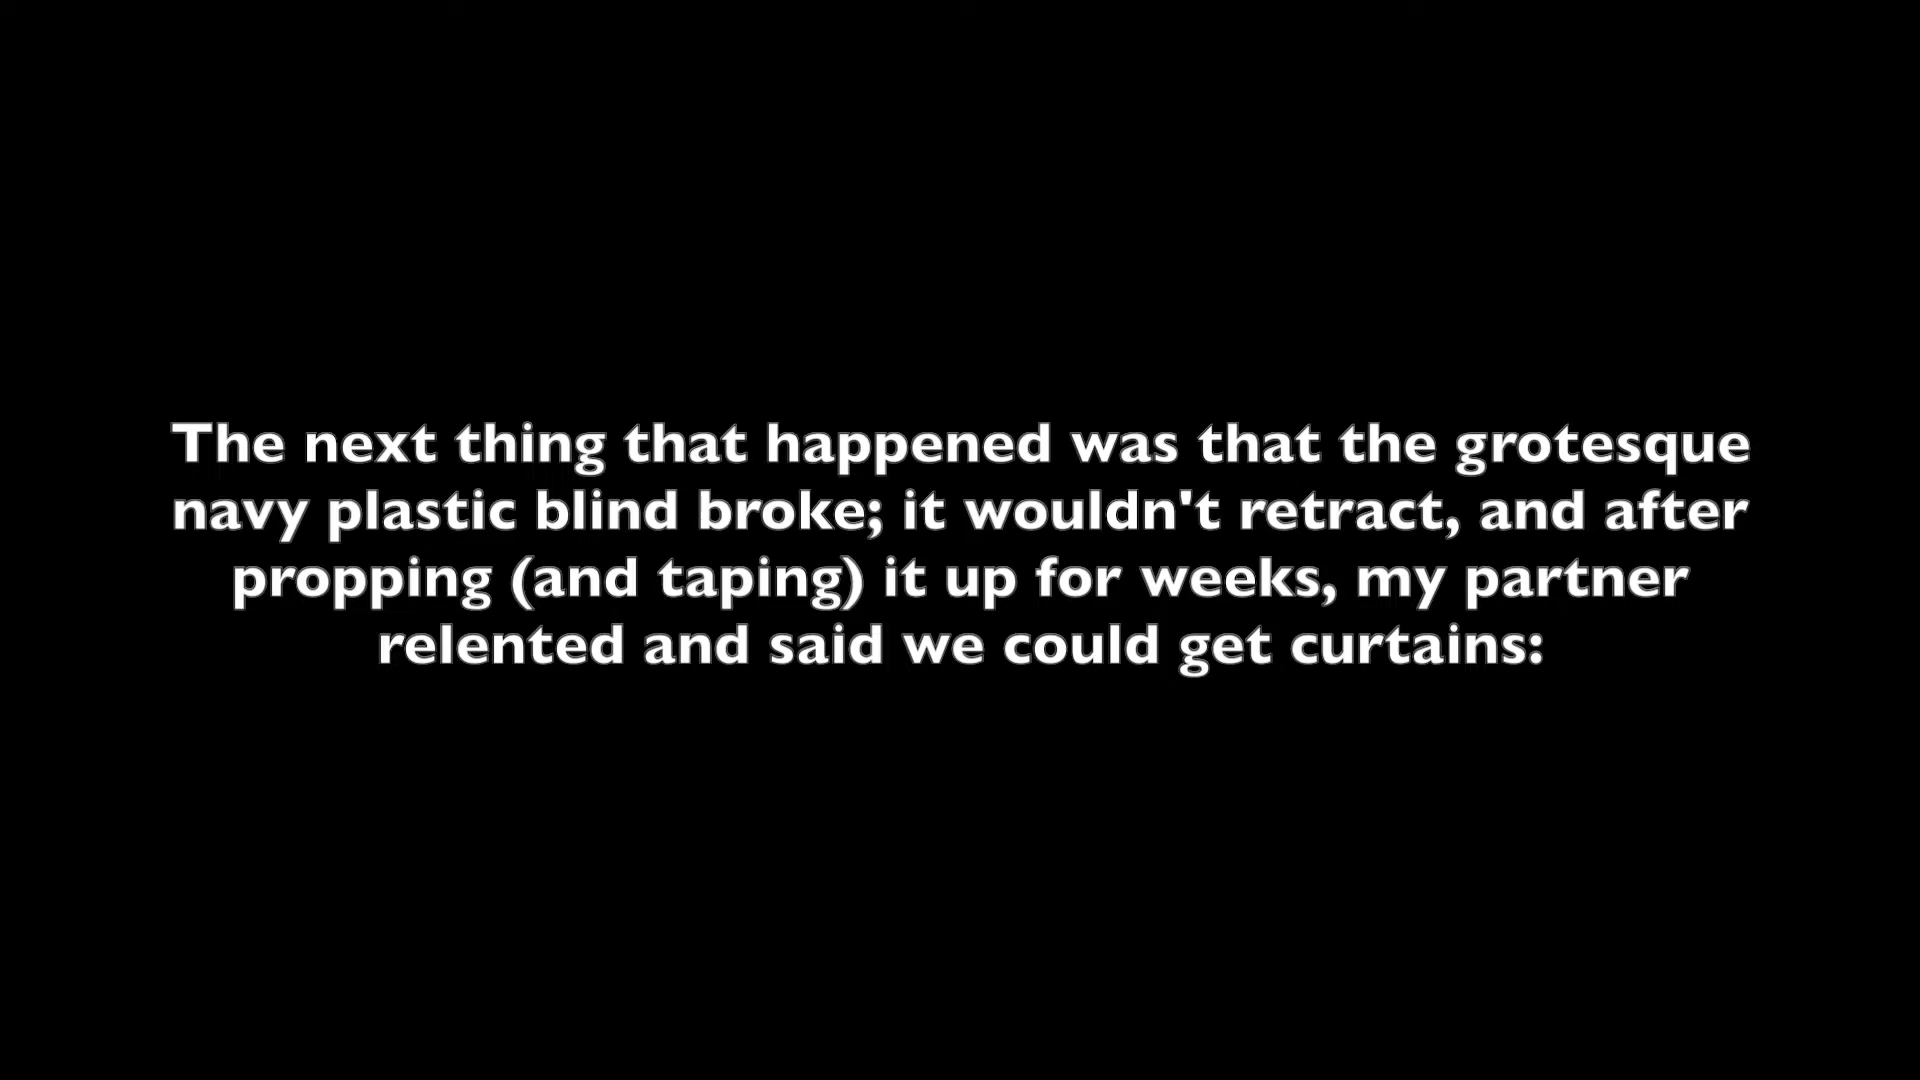 The next thing that happened was that the grotesque
navy plastic blind broke; it wouldn't retract, and after
propping (and taping) it up for weeks, my partner
relented and said we could get curtains: